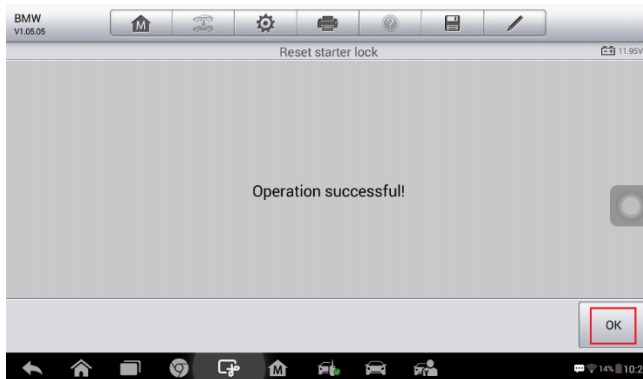 BMW
V1.05.05
M
Reset starter lock
11.95V
Operation successful!
OK
M
14%
10:2